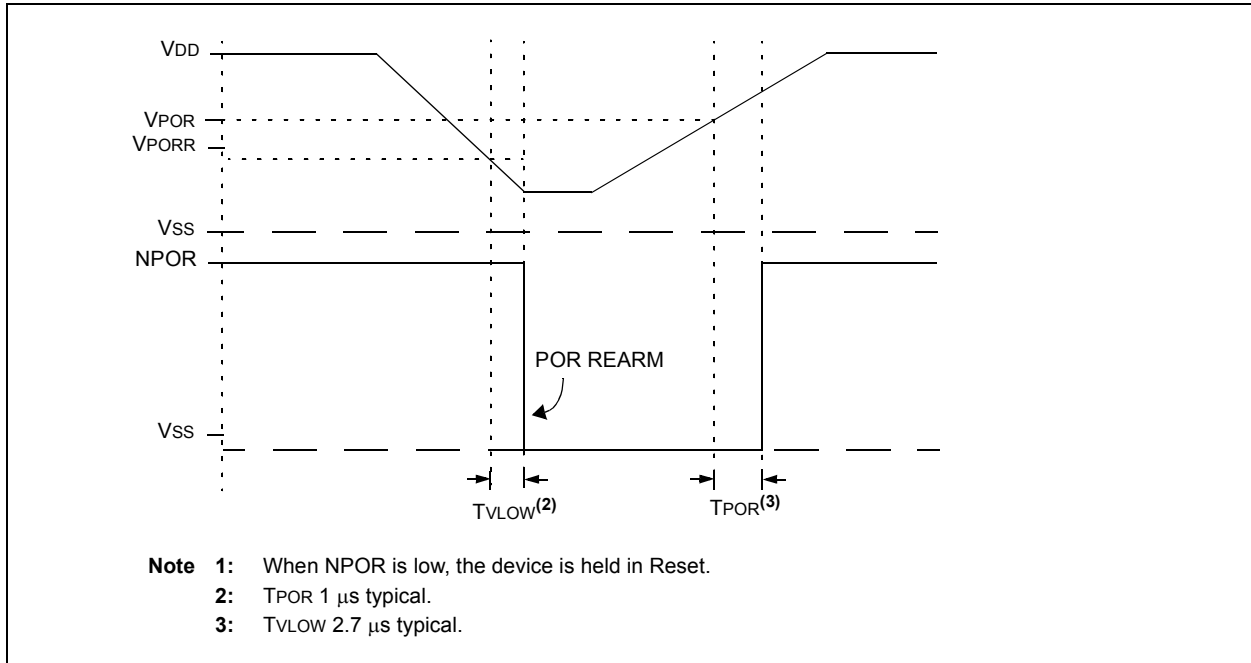 VDD
VPOR
VPORR
VSS
NPOR
POR REARM
VSS
TVLOW(2) TPOR(3)
Note 1: When NPOR is low, the device is held in Reset.
2: TPOR 1 μs typical.
3: TVLOW 2.7 μs typical.